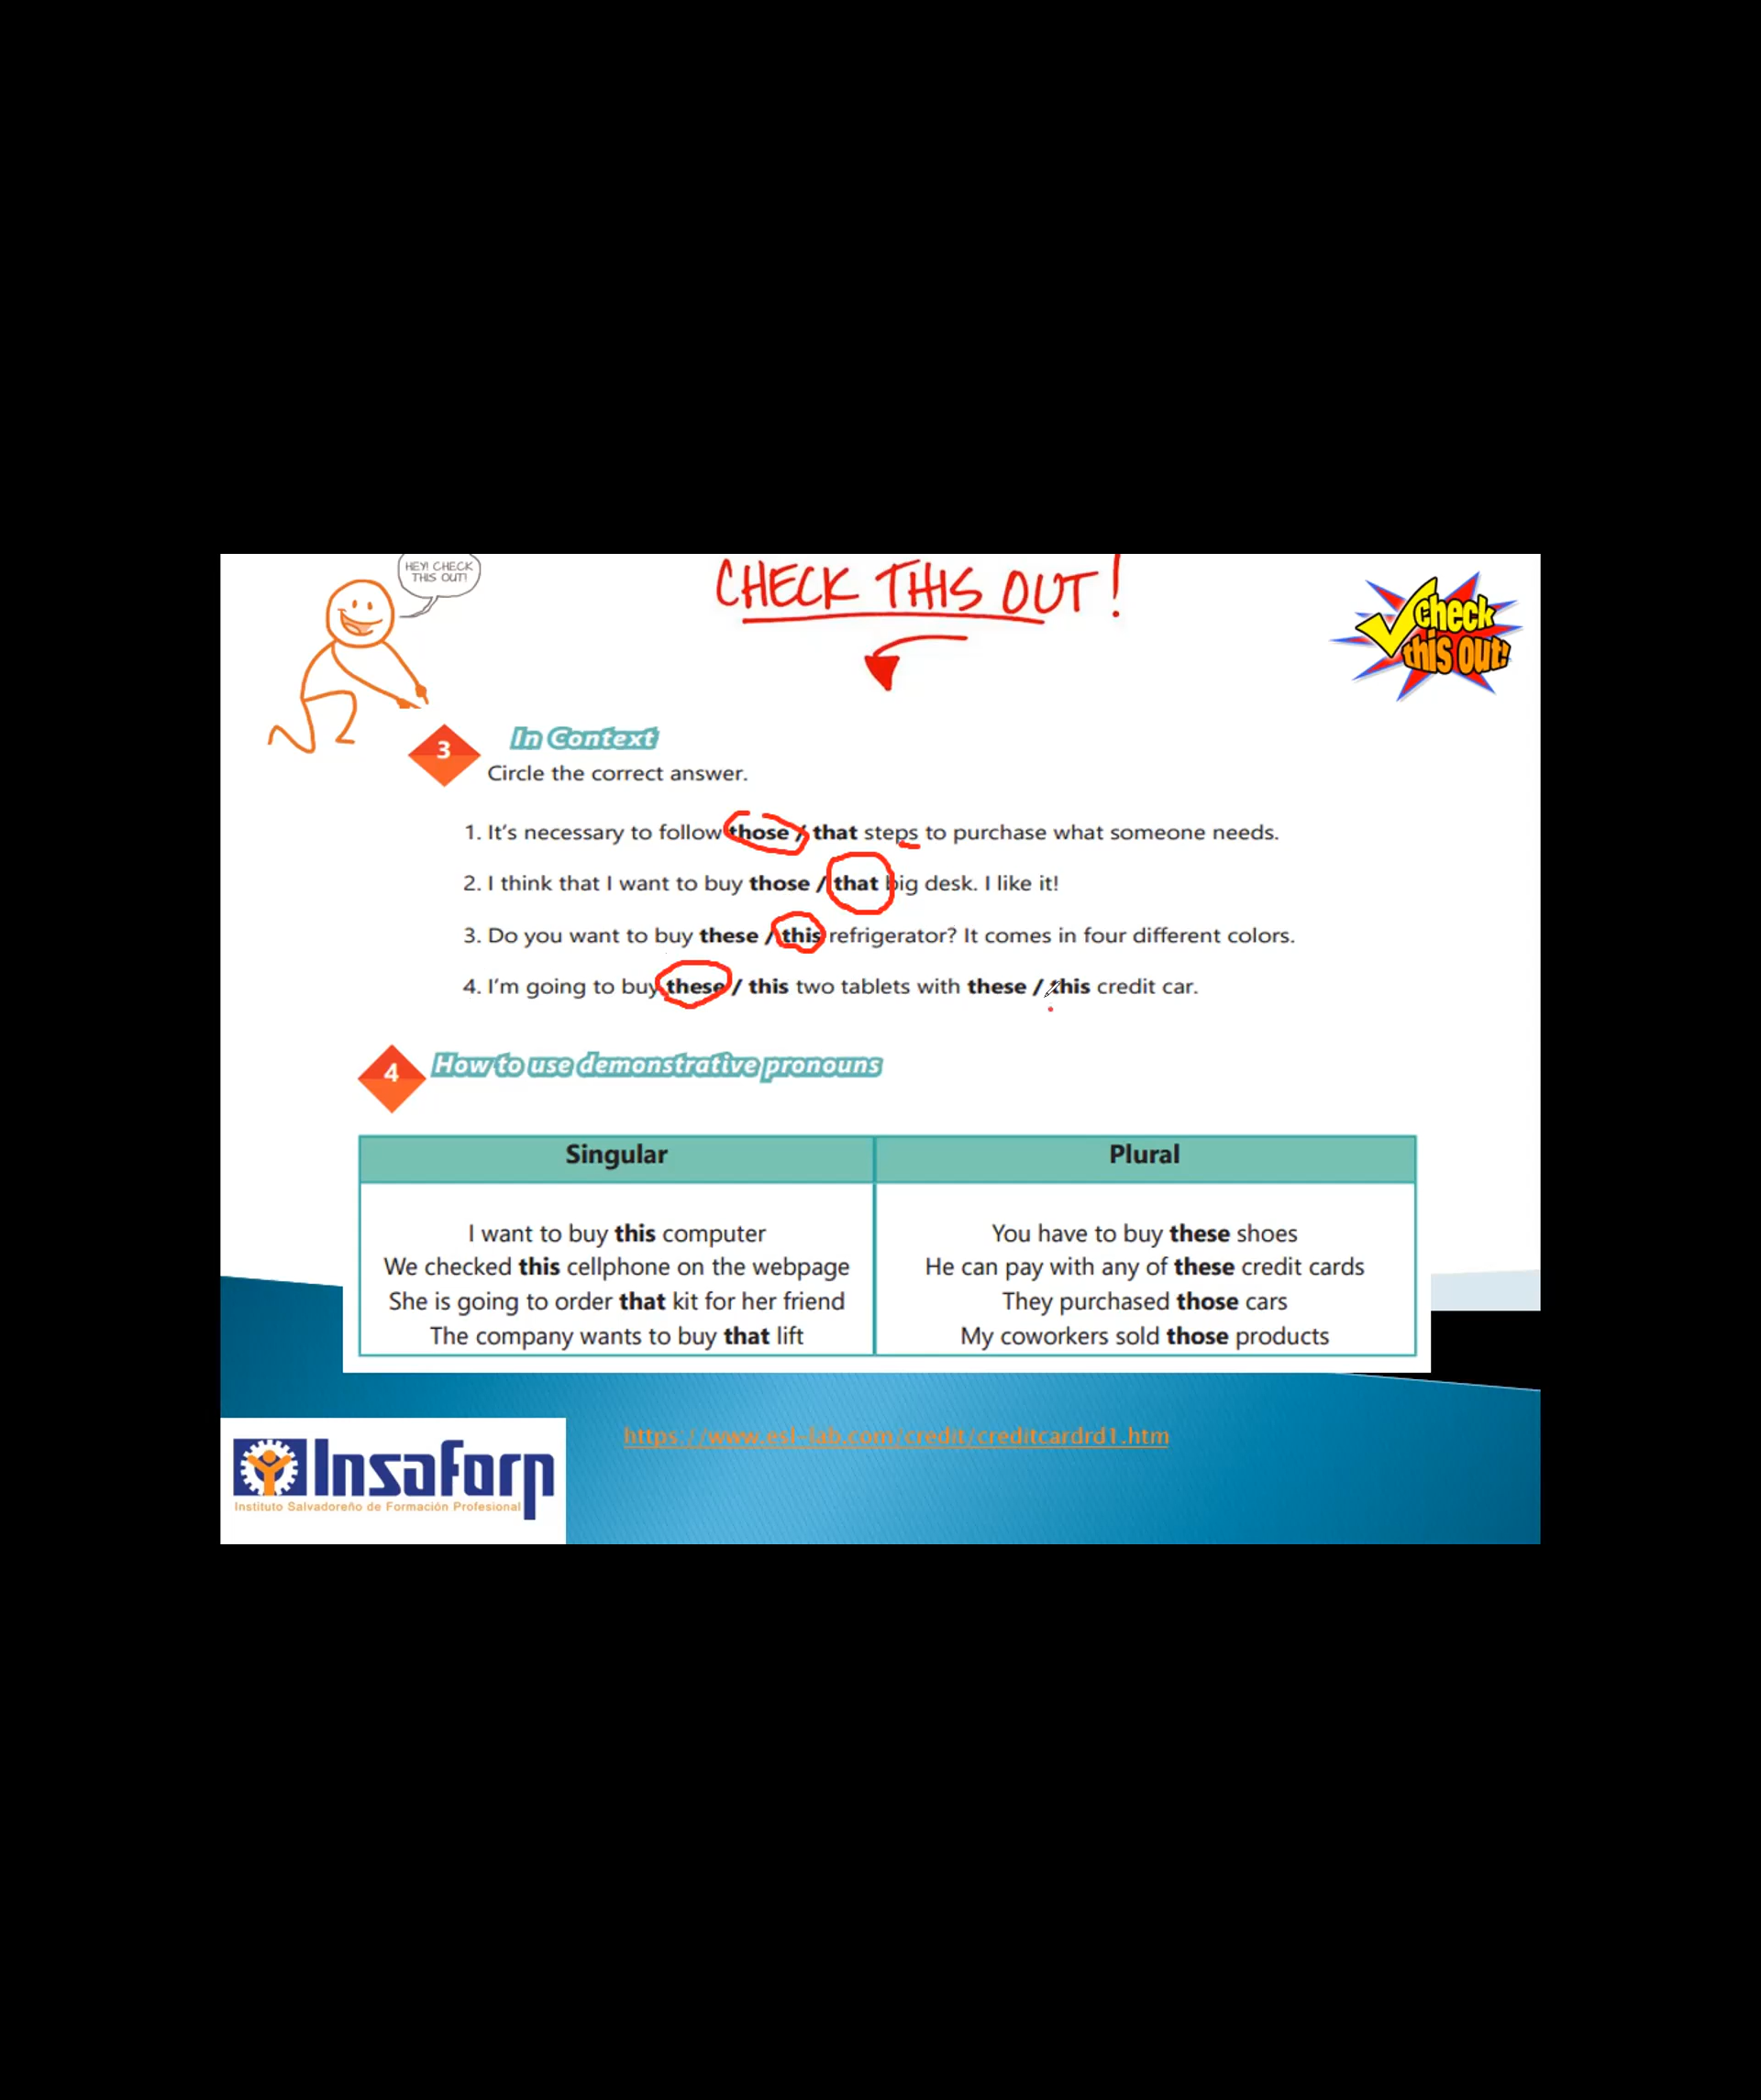 HEY! CHECK
THIS OUT!
CHECK THIS OUT!
check
this out!
3
In Context
Circle the correct answer.
1. It's necessary to follow those / that steps to purchase what someone needs.
2. I think that I want to buy those / that big desk. I like it!
3. Do you want to buy these / this refrigerator? It comes in four different colors.
4. I'm going to buy these / this two tablets with these / this credit car.
4
How to use demonstrative pronouns
Singular
Plural
I want to buy this computer
We checked this cellphone on the webpage
She is going to order that kit for her friend
The company wants to buy that lift
You have to buy these shoes
He can pay with any of these credit cards
They purchased those cars
My coworkers sold those products
https://www.esl-lab.com/credit/creditcardrd1.htm
Insaforp
Instituto Salvadoreño de Formación Profesional